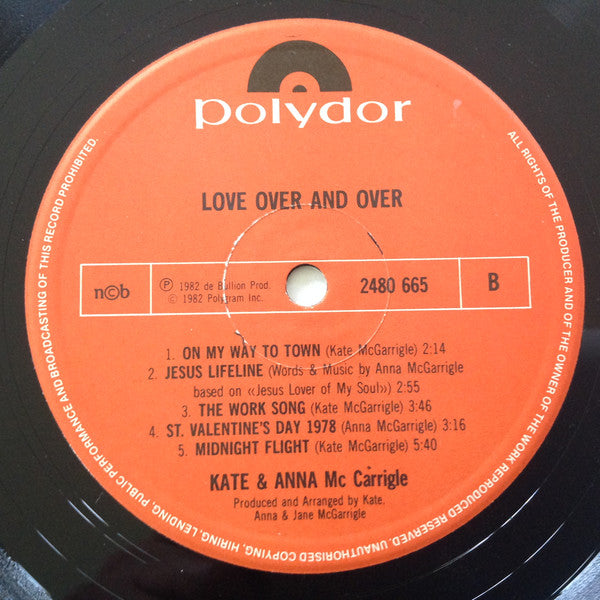 polydor
LOVE OVER AND OVER
n©b
℗ 1982 de Bullion Prod.
© 1982 Polygram Inc.
2480 665
B
1. ON MY WAY TO TOWN (Kate McGarrigle) 2:14
2. JESUS LIFELINE (Words & Music by Anna McGarrigle
based on «Jesus Lover of My Soul») 2:55
3. THE WORK SONG (Kate McGarrigle) 3:46
4. ST. VALENTINE'S DAY 1978 (Anna McGarrigle) 3:16
5. MIDNIGHT FLIGHT (Kate McGarrigle) 5:40
KATE & ANNA Mc Carrigle
Produced and Arranged by Kate,
Anna & Jane McGarrigle
ALL RIGHTS OF THE PRODUCER AND OF THE OWNER OF THE WORK REPRODUCED RESERVED. UNAUTHORISED COPYING, HIRING, LENDING, PUBLIC PERFORMANCE AND BROADCASTING OF THIS RECORD PROHIBITED.